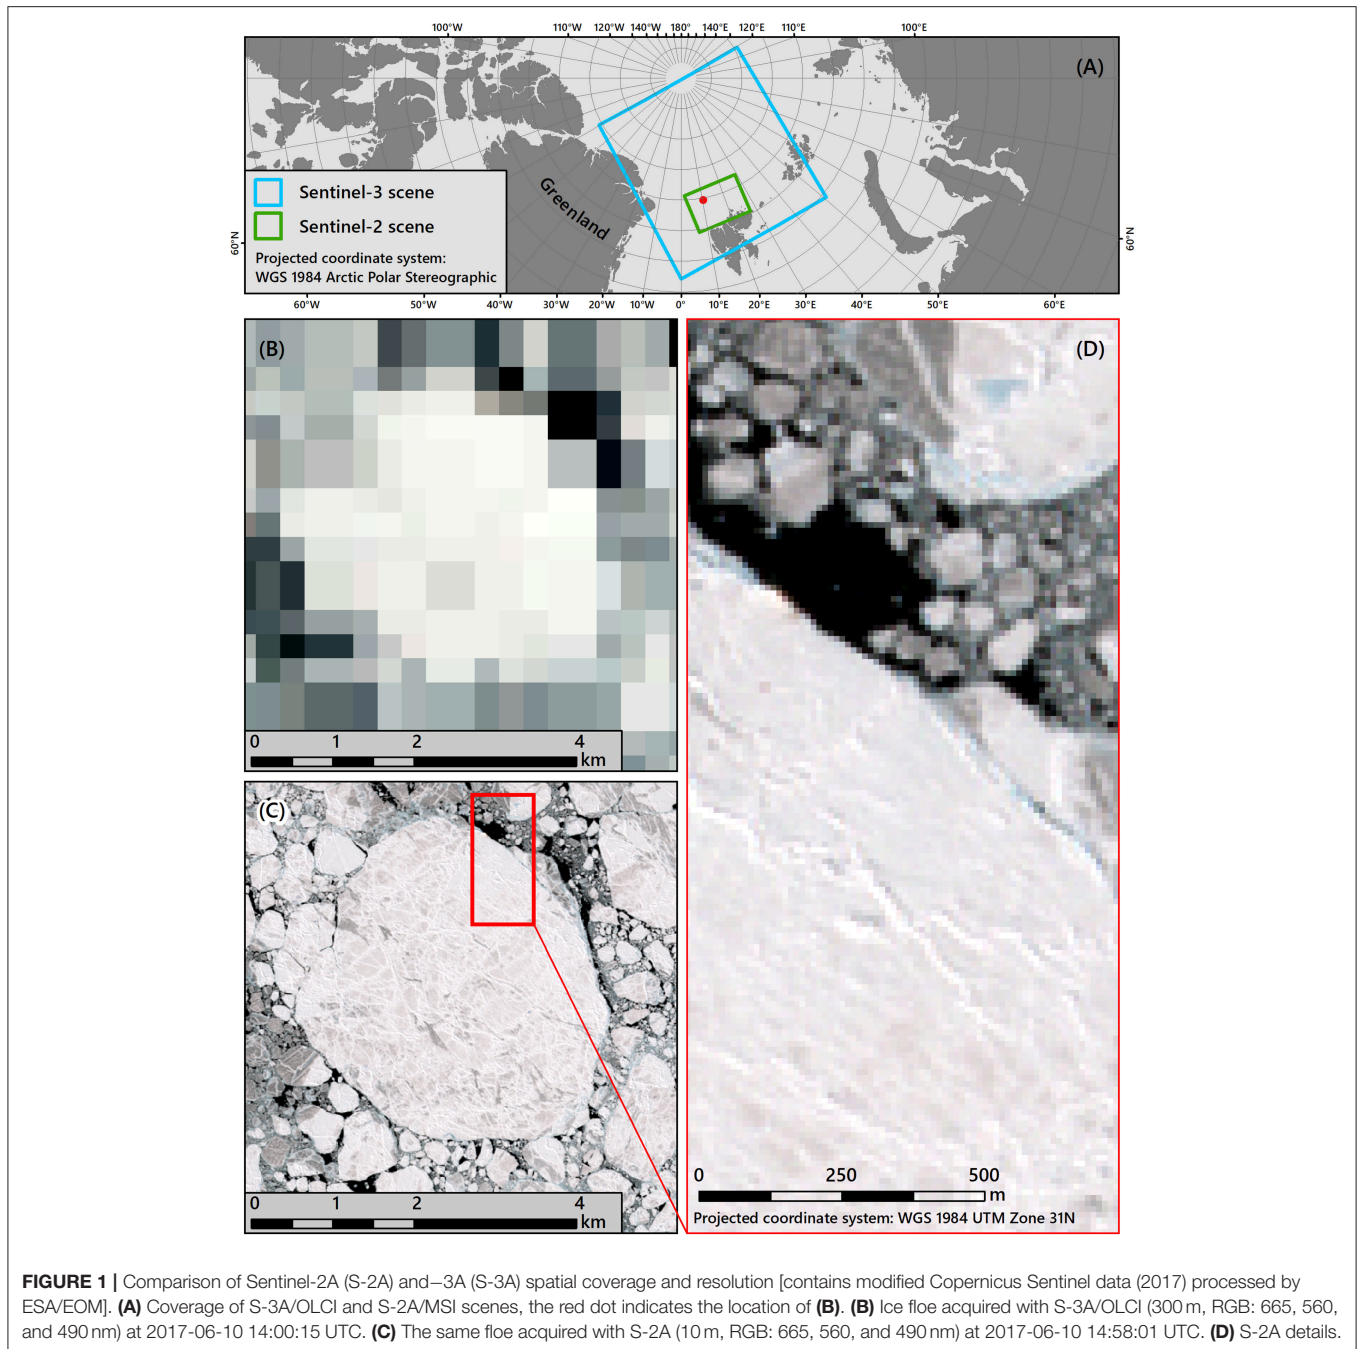 100°W 110°W 120°W 140°W 180° 140°E 120°E 110°E 100°E
(A)
Greenland
Sentinel-3 scene
Sentinel-2 scene
Projected coordinate system:
WGS 1984 Arctic Polar Stereographic
60°N
60°N
60°W 50°W 40°W 30°W 20°W 10°W 0° 10°E 20°E 30°E 50°E 60°E
(B)
0 1 2 4
km
(C)
0 1 2 4
km
(D)
0 250 500
m
Projected coordinate system: WGS 1984 UTM Zone 31N
FIGURE 1 | Comparison of Sentinel-2A (S-2A) and−3A (S-3A) spatial coverage and resolution [contains modified Copernicus Sentinel data (2017) processed by
ESA/EOM]. (A) Coverage of S-3A/OLCI and S-2A/MSI scenes, the red dot indicates the location of (B). (B) Ice floe acquired with S-3A/OLCI (300 m, RGB: 665, 560,
and 490 nm) at 2017-06-10 14:00:15 UTC. (C) The same floe acquired with S-2A (10 m, RGB: 665, 560, and 490 nm) at 2017-06-10 14:58:01 UTC. (D) S-2A details.